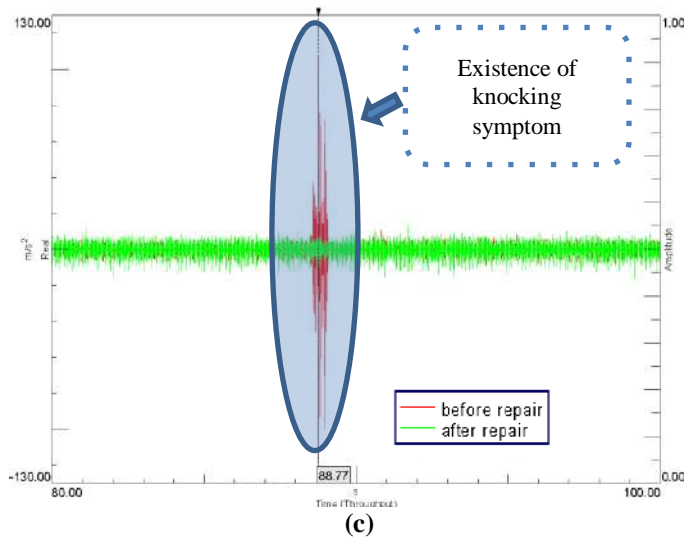 130.00
1.00
Existence of
knocking
symptom
m/s²
Real
Amplitude
before repair
after repair
-130.00
0.00
88.77
80.00
s
100.00
Time (Throughput)
(c)